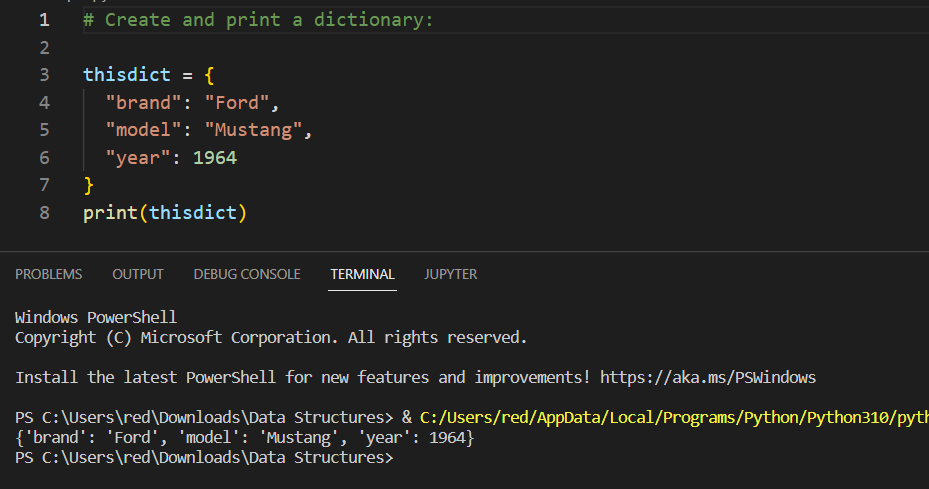 1 # Create and print a dictionary:
2
3 thisdict = {
4   "brand": "Ford",
5   "model": "Mustang",
6   "year": 1964
7 }
8 print(thisdict)
PROBLEMS OUTPUT DEBUG CONSOLE TERMINAL JUPYTER
Windows PowerShell
Copyright (C) Microsoft Corporation. All rights reserved.
Install the latest PowerShell for new features and improvements! https://aka.ms/PSWindows
PS C:\Users\red\Downloads\Data Structures> & C:/Users/red/AppData/Local/Programs/Python/Python310/pyth
{'brand': 'Ford', 'model': 'Mustang', 'year': 1964}
PS C:\Users\red\Downloads\Data Structures>